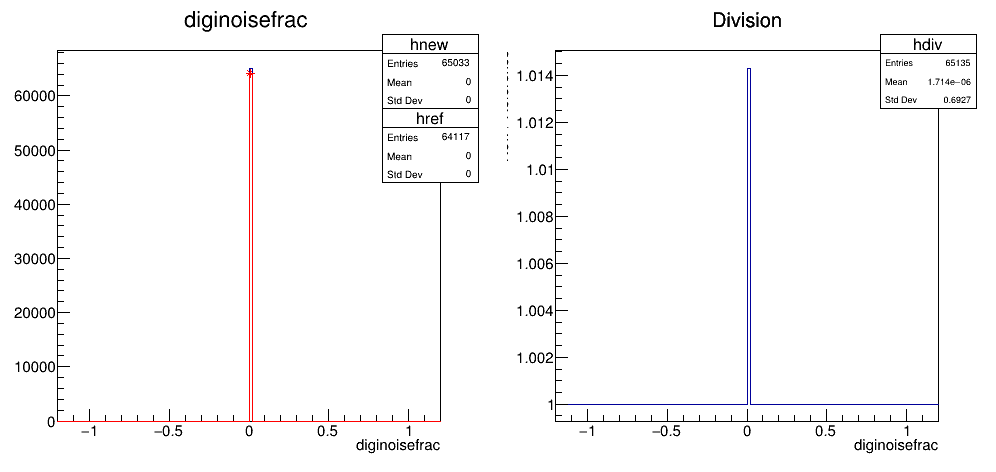 diginoisefrac
hnew
Entries 65033
Mean 0
Std Dev 0
href
Entries 64117
Mean 0
Std Dev 0
60000
50000
40000
30000
20000
10000
0
−1 −0.5 0 0.5 1
diginoisefrac
Division
hdiv
Entries 65135
Mean 1.714e−06
Std Dev 0.6927
1.014
1.012
1.01
1.008
1.006
1.004
1.002
1
−1 −0.5 0 0.5 1
diginoisefrac